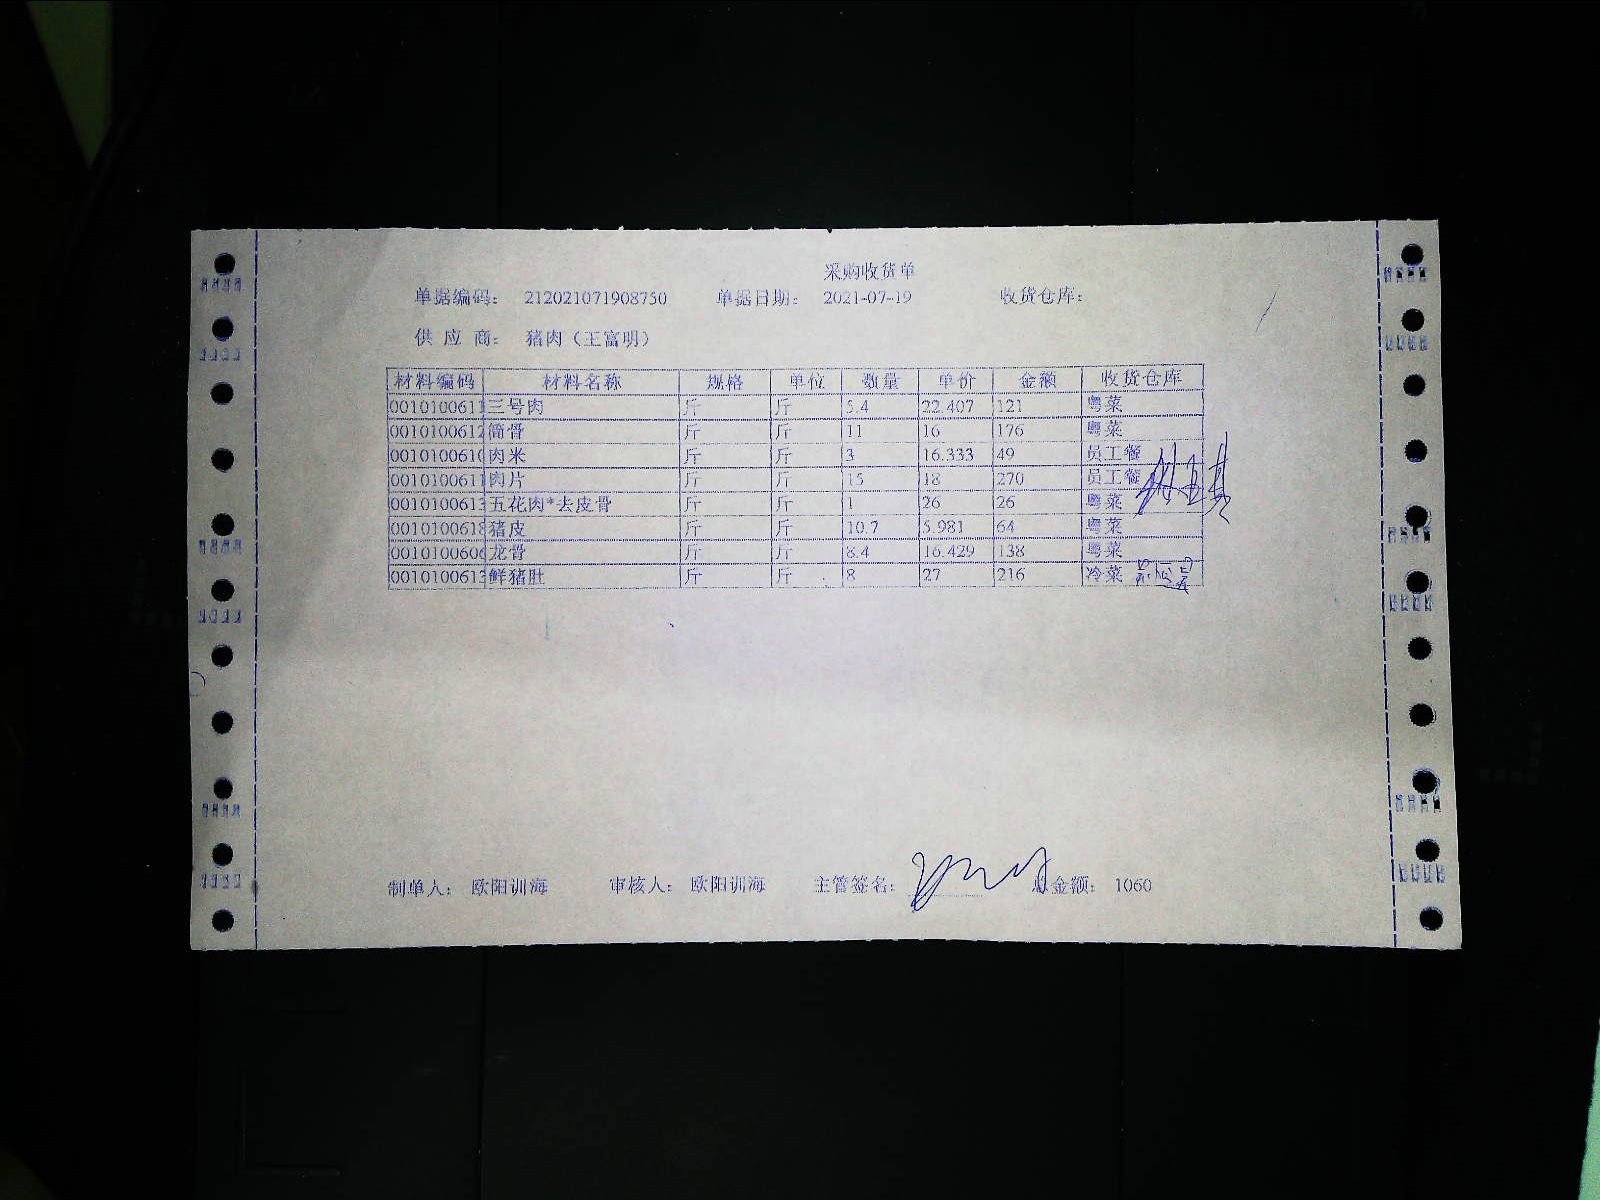 采购收货单
单据编码: 212021071908750 单据日期: 2021-07-19 收货仓库:
供应商: 猪肉（王富明）
材料编码 材料名称 规格 单位 数量 单价 金额 收货仓库
0010100611 三号肉 斤 斤 5.4 22.407 121 粤菜
0010100612 筒骨 斤 斤 11 16 176 粤菜
001010061 肉米 斤 斤 3 16.333 49 员工餐
0010100611 肉片 斤 斤 15 18 270 员工餐
0010100613 五花肉*去皮骨 斤 斤 1 26 26 粤菜
0010100618 猪皮 斤 斤 10.7 5.981 64 粤菜
001010060 龙骨 斤 斤 8.4 16.429 138 粤菜
0010100613 鲜猪肚 斤 斤 8 27 216 冷菜
制单人: 欧阳训海 审核人: 欧阳训海 主管签名: 总金额: 1060